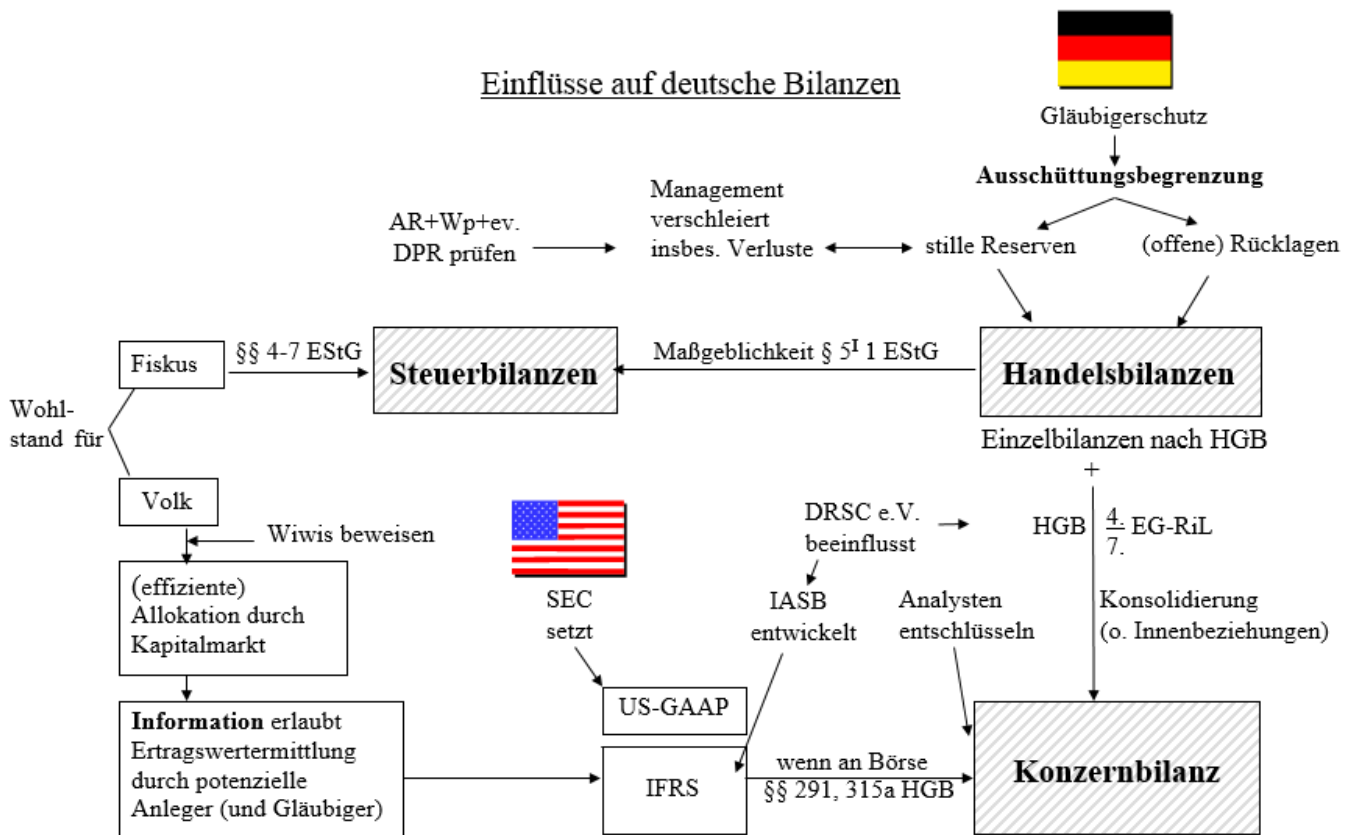 Einflüsse auf deutsche Bilanzen
Gläubigerschutz
Ausschüttungsbegrenzung
AR+Wp+ev.
DPR prüfen
Management
verschleiert
insbes. Verluste
stille Reserven
(offene) Rücklagen
Fiskus
§§ 4-7 EStG
Steuerbilanzen
Maßgeblichkeit § 5ᴵ 1 EStG
Handelsbilanzen
Wohl-
stand für
Einzelbilanzen nach HGB
+
Volk
Wiwis beweisen
DRSC e.V.
beeinflusst
HGB
4.
7.
EG-RiL
(effiziente)
Allokation durch
Kapitalmarkt
SEC
setzt
IASB
entwickelt
Analysten
entschlüsseln
Konsolidierung
(o. Innenbeziehungen)
US-GAAP
Information erlaubt
Ertragswertermittlung
durch potenzielle
Anleger (und Gläubiger)
IFRS
wenn an Börse
§§ 291, 315a HGB
Konzernbilanz